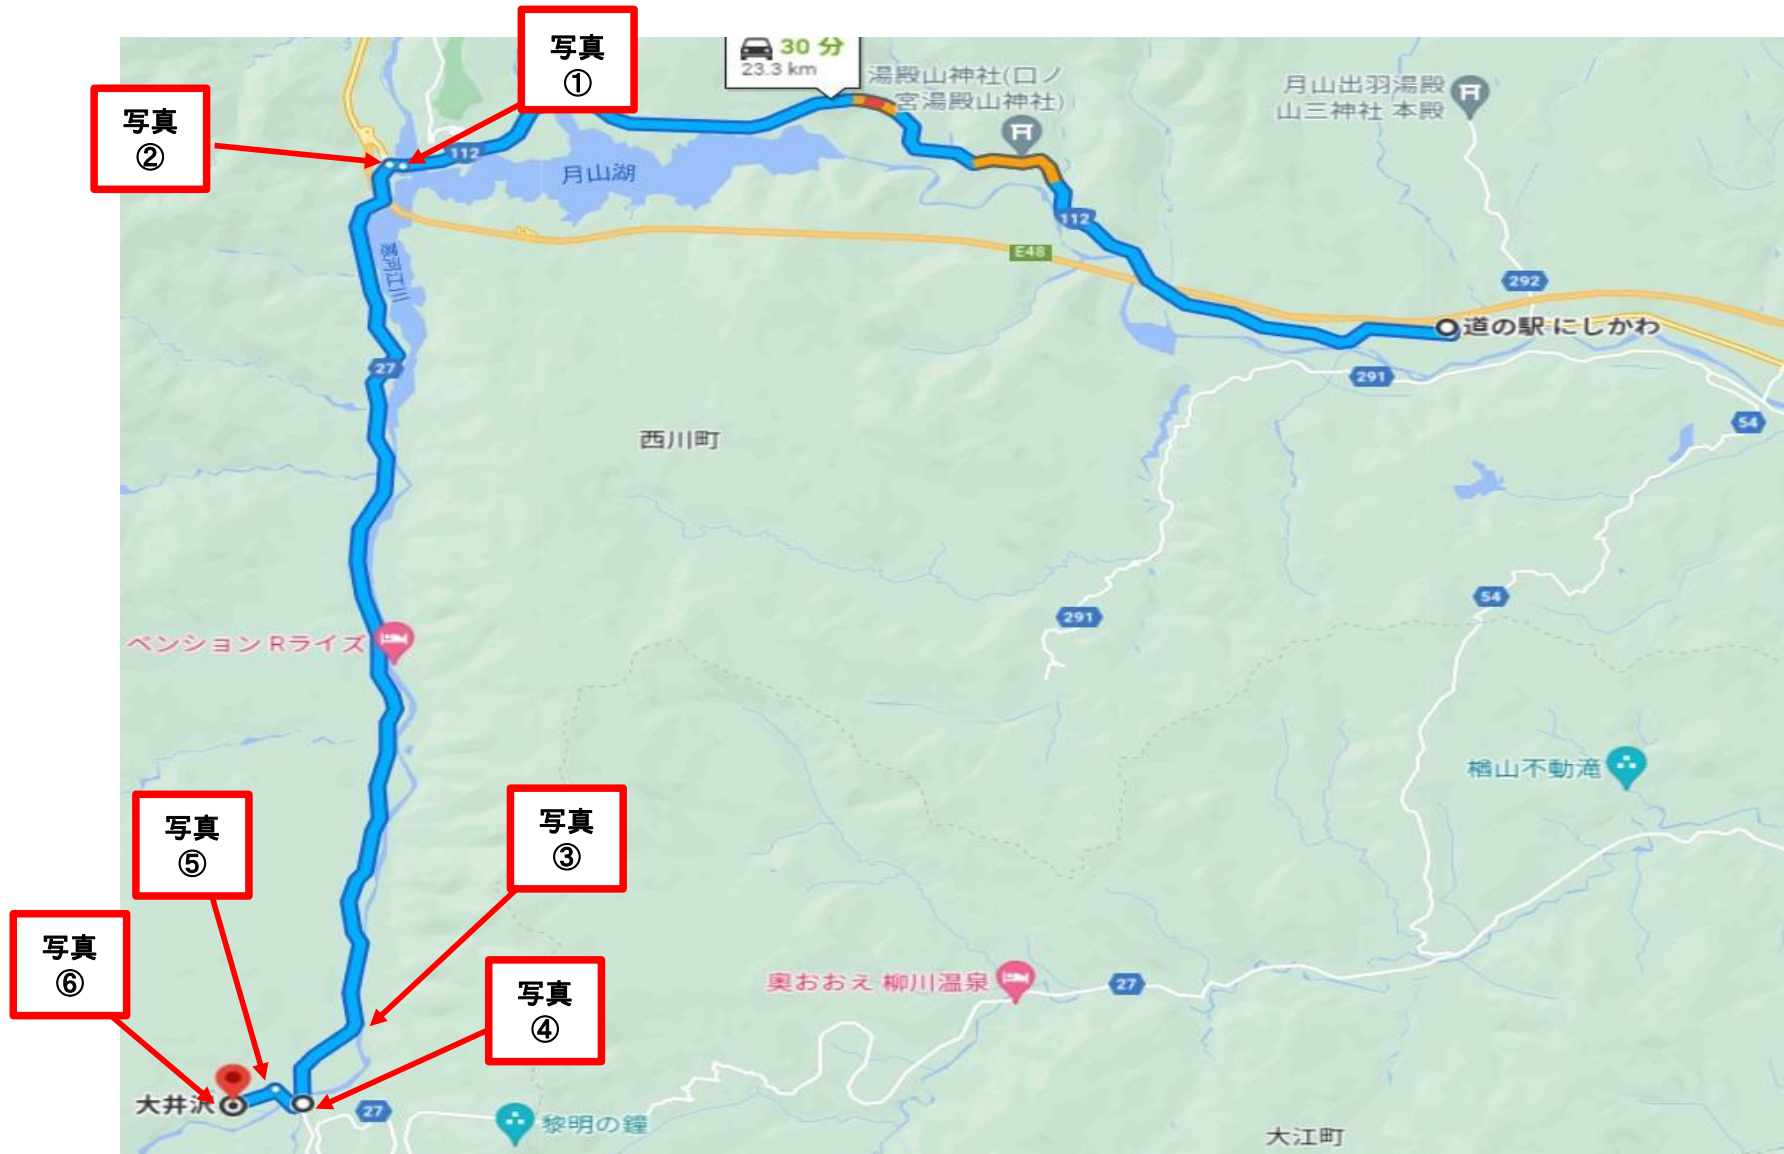 写真
①
30 分
23.3 km
湯殿山神社(口ノ
宮湯殿山神社)
月山出羽湯殿
山三神社 本殿
写真
②
112
月山湖
112
E48
寒河江川
292
道の駅 にしかわ
27
291
54
西川町
54
291
ペンション Rライズ
楢山不動滝
写真
⑤
写真
③
写真
⑥
写真
④
奥おおえ 柳川温泉
27
大井沢
27
黎明の鐘
大江町